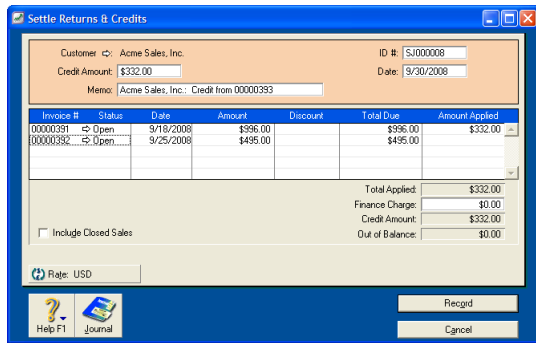 Settle Returns & Credits
Customer ⇨: Acme Sales, Inc. ID #: SJ000008
Credit Amount: $332.00 Date: 9/30/2008
Memo: Acme Sales, Inc.: Credit from 00000393
Invoice # Status Date Amount Discount Total Due Amount Applied
00000391 ⇨ Open 9/18/2008 $996.00 $996.00 $332.00
00000392 ⇨ Open 9/25/2008 $495.00 $495.00
Total Applied: $332.00
Finance Charge: $0.00
Credit Amount: $332.00
Include Closed Sales Out of Balance: $0.00
Rate: USD
Help F1 Journal Record
Cancel